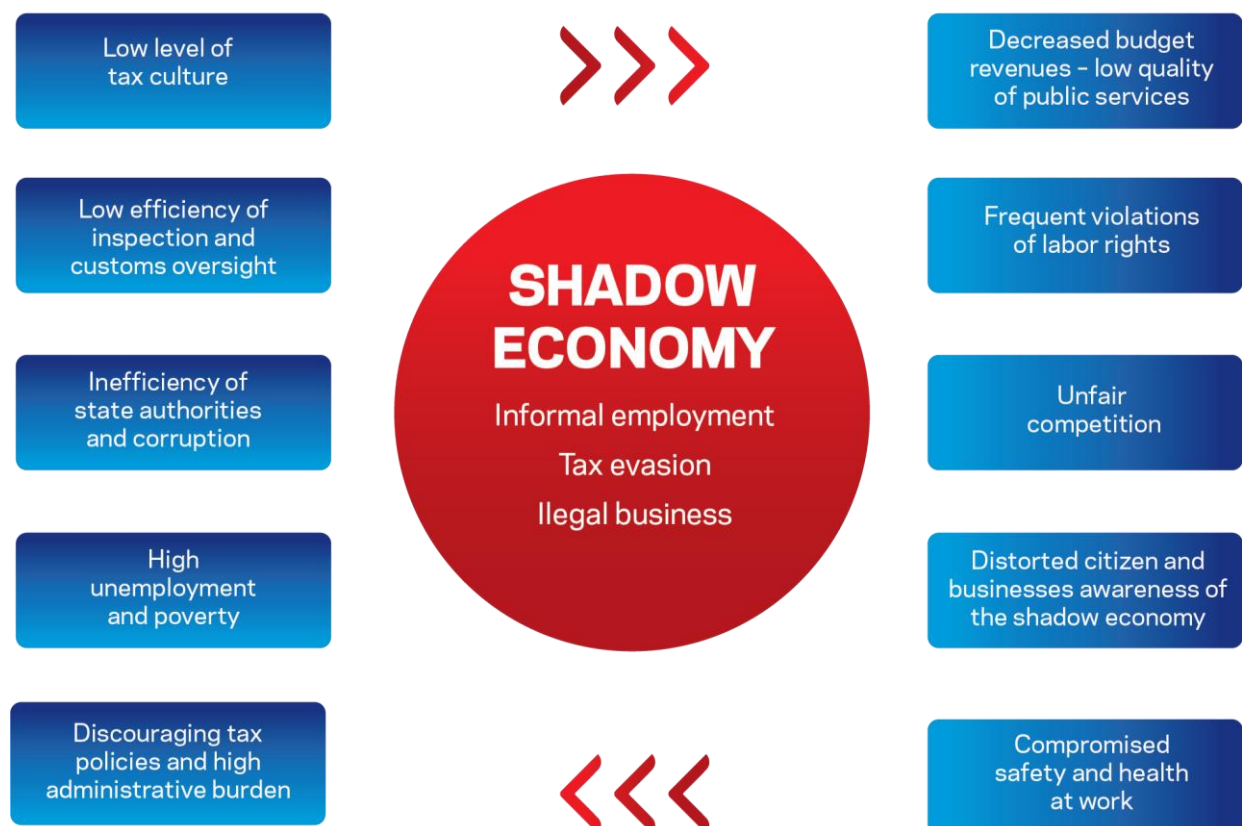 Low level of
tax culture
Low efficiency of
inspection and
customs oversight
Inefficiency of
state authorities
and corruption
High
unemployment
and poverty
Discouraging tax
policies and high
administrative burden
SHADOW
ECONOMY
Informal employment
Tax evasion
Ilegal business
Decreased budget
revenues – low quality
of public services
Frequent violations
of labor rights
Unfair
competition
Distorted citizen and
businesses awareness of
the shadow economy
Compromised
safety and health
at work